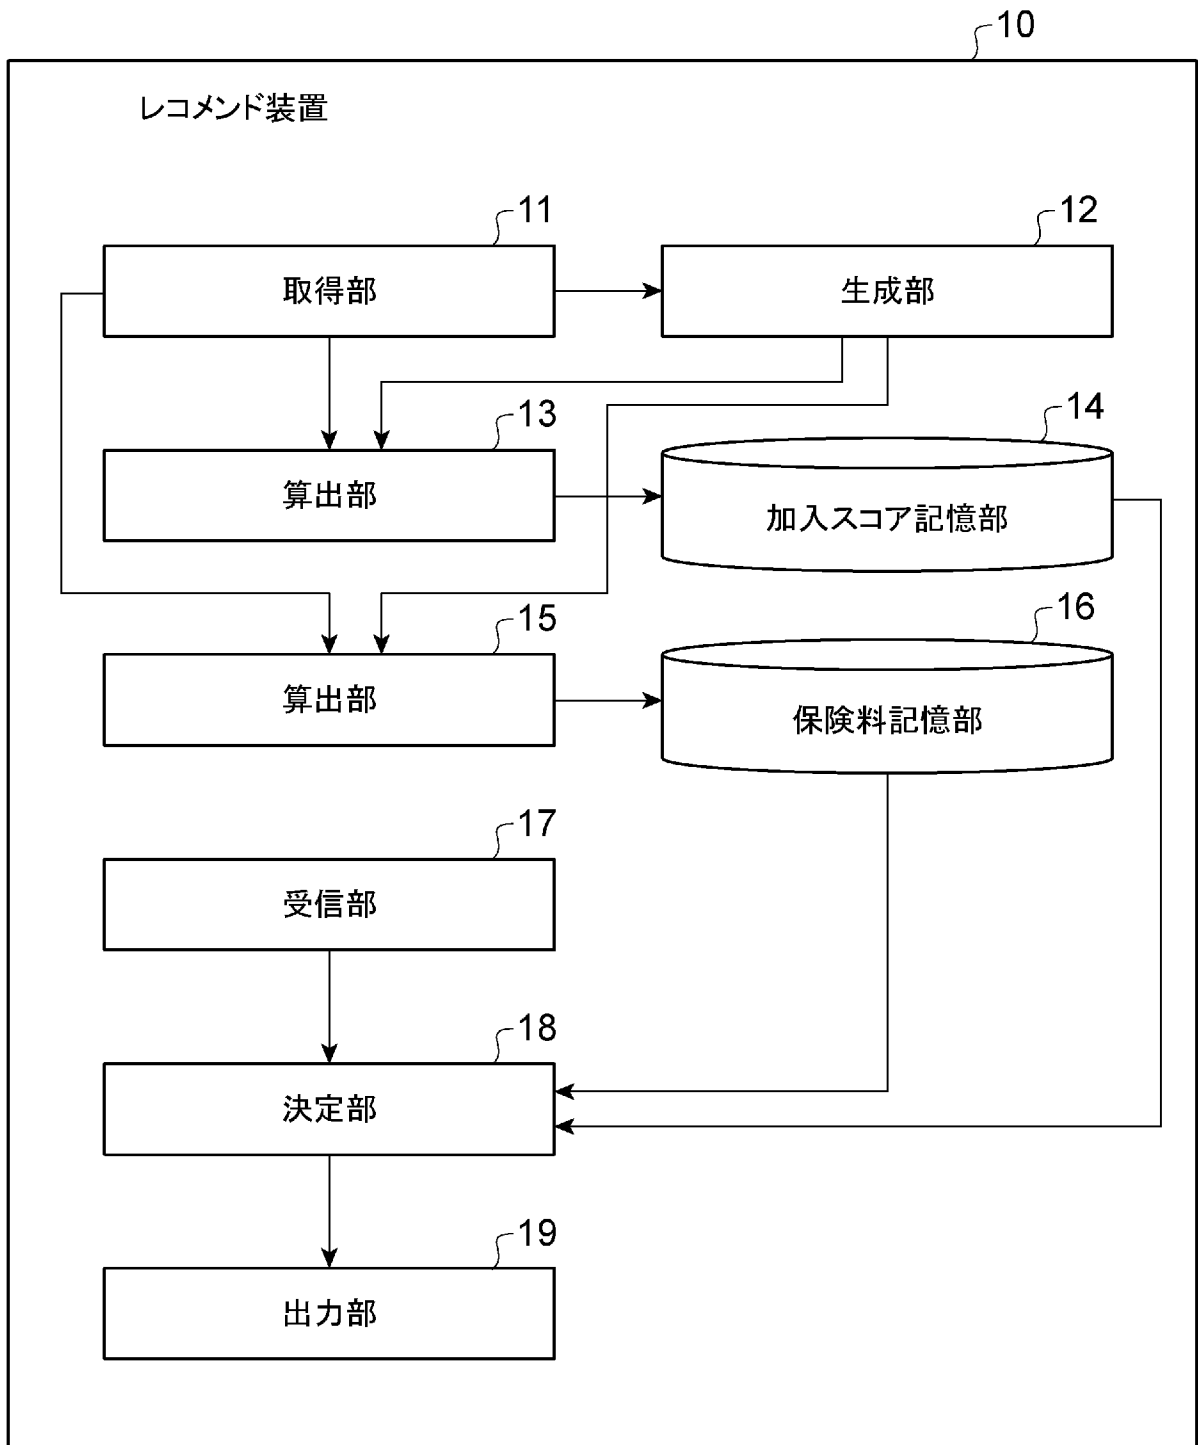 10
レコメンド装置
11
取得部
12
生成部
13
算出部
14
加入スコア記憶部
15
算出部
16
保険料記憶部
17
受信部
18
決定部
19
出力部